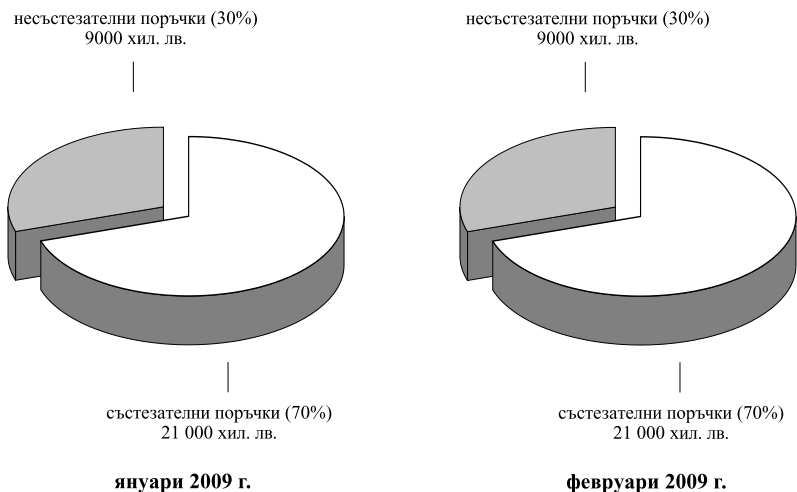 несъстезателни поръчки (30%)
9000 хил. лв.
състезателни поръчки (70%)
21 000 хил. лв.
януари 2009 г.
несъстезателни поръчки (30%)
9000 хил. лв.
състезателни поръчки (70%)
21 000 хил. лв.
февруари 2009 г.